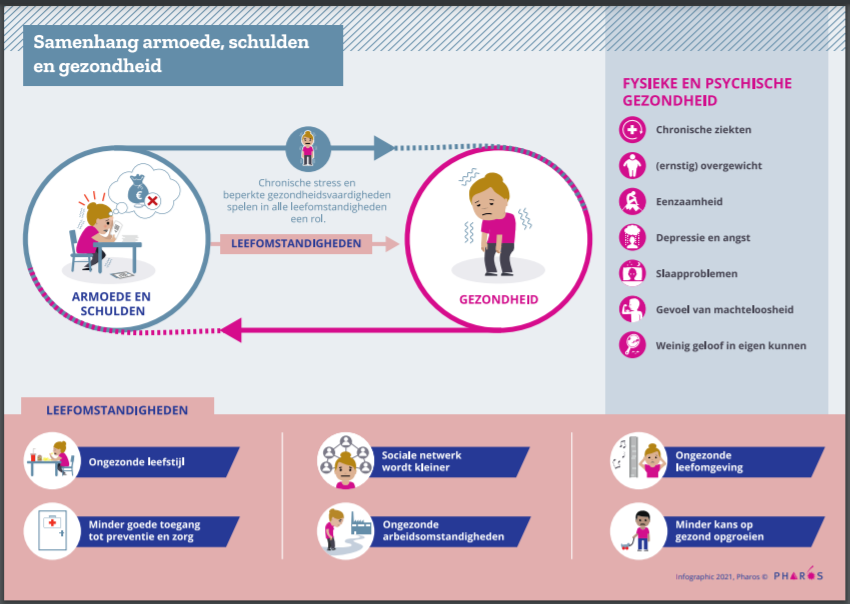 Samenhang armoede, schulden
en gezondheid
Chronische stress en
beperkte gezondheidsvaardigheden
spelen in alle leefomstandigheden
een rol.
LEEFOMSTANDIGHEDEN
€
ARMOEDE EN
SCHULDEN
GEZONDHEID
FYSIEKE EN PSYCHISCHE
GEZONDHEID
Chronische ziekten
(ernstig) overgewicht
Eenzaamheid
Depressie en angst
Slaapproblemen
Gevoel van machteloosheid
Weinig geloof in eigen kunnen
LEEFOMSTANDIGHEDEN
Ongezonde leefstijl
Minder goede toegang
tot preventie en zorg
Sociale netwerk
wordt kleiner
Ongezonde
arbeidsomstandigheden
Ongezonde
leefomgeving
Minder kans op
gezond opgroeien
Infographic 2021, Pharos © PHAROS